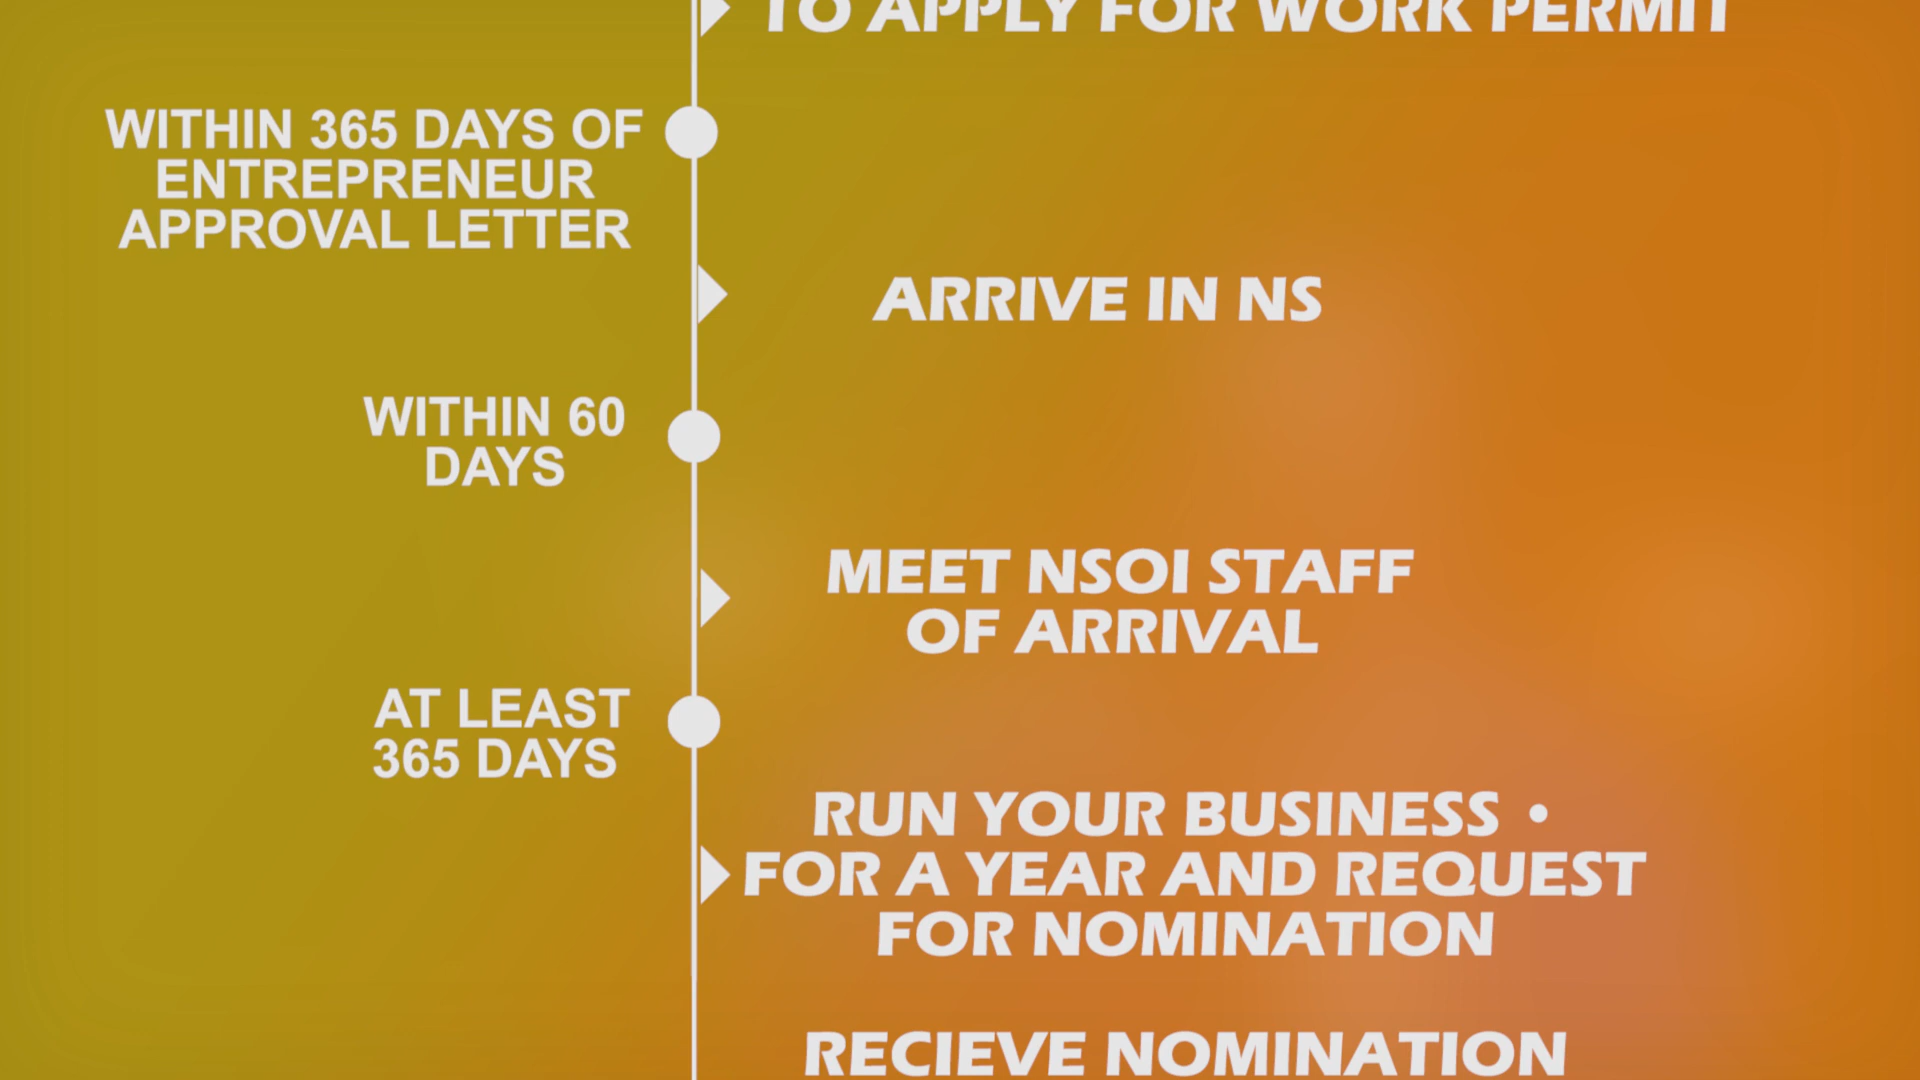 TO APPLY FOR WORK PERMIT
WITHIN 365 DAYS OF
ENTREPRENEUR
APPROVAL LETTER
ARRIVE IN NS
WITHIN 60
DAYS
MEET NSOI STAFF
OF ARRIVAL
AT LEAST
365 DAYS
RUN YOUR BUSINESS •
FOR A YEAR AND REQUEST
FOR NOMINATION
RECIEVE NOMINATION